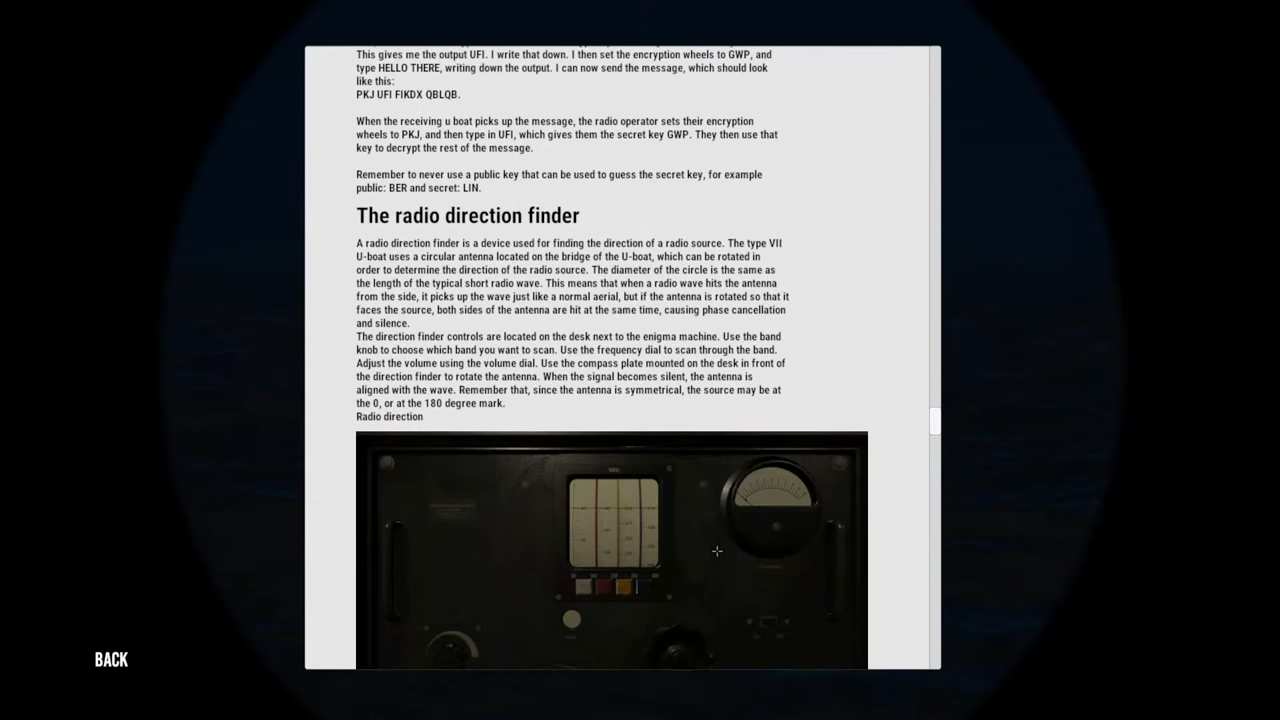 This gives me the output UFI. I write that down. I then set the encryption wheels to GWP, and
type HELLO THERE, writing down the output. I can now send the message, which should look
like this:
PKJ UFI FIKDX QBLQB.
When the receiving u boat picks up the message, the radio operator sets their encryption
wheels to PKJ, and then type in UFI, which gives them the secret key GWP. They then use that
key to decrypt the rest of the message.
Remember to never use a public key that can be used to guess the secret key, for example
public: BER and secret: LIN.
The radio direction finder
A radio direction finder is a device used for finding the direction of a radio source. The type VII
U-boat uses a circular antenna located on the bridge of the U-boat, which can be rotated in
order to determine the direction of the radio source. The diameter of the circle is the same as
the length of the typical short radio wave. This means that when a radio wave hits the antenna
from the side, it picks up the wave just like a normal aerial, but if the antenna is rotated so that it
faces the source, both sides of the antenna are hit at the same time, causing phase cancellation
and silence.
The direction finder controls are located on the desk next to the enigma machine. Use the band
knob to choose which band you want to scan. Use the frequency dial to scan through the band.
Adjust the volume using the volume dial. Use the compass plate mounted on the desk in front of
the direction finder to rotate the antenna. When the signal becomes silent, the antenna is
aligned with the wave. Remember that, since the antenna is symmetrical, the source may be at
the 0, or at the 180 degree mark.
Radio direction
BACK